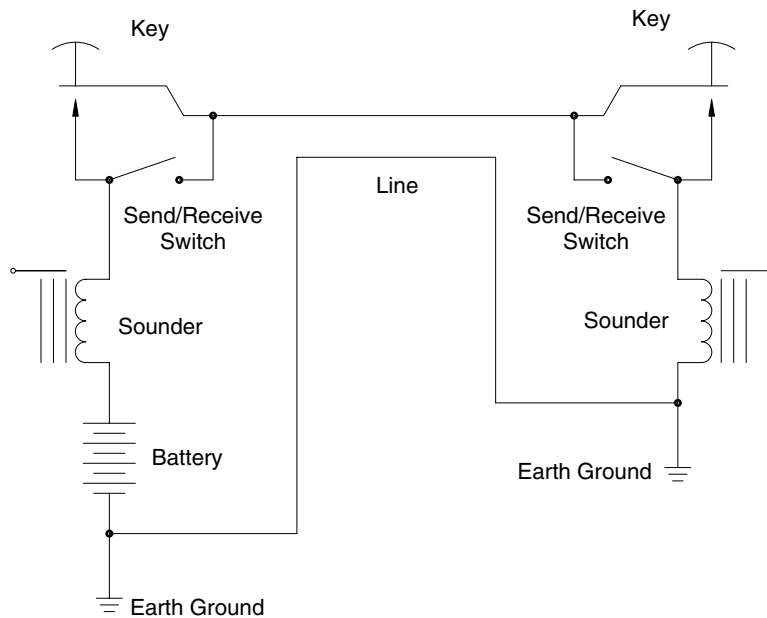 Key
Key
Line
Send/Receive
Switch
Send/Receive
Switch
Sounder
Sounder
Battery
Earth Ground
Earth Ground